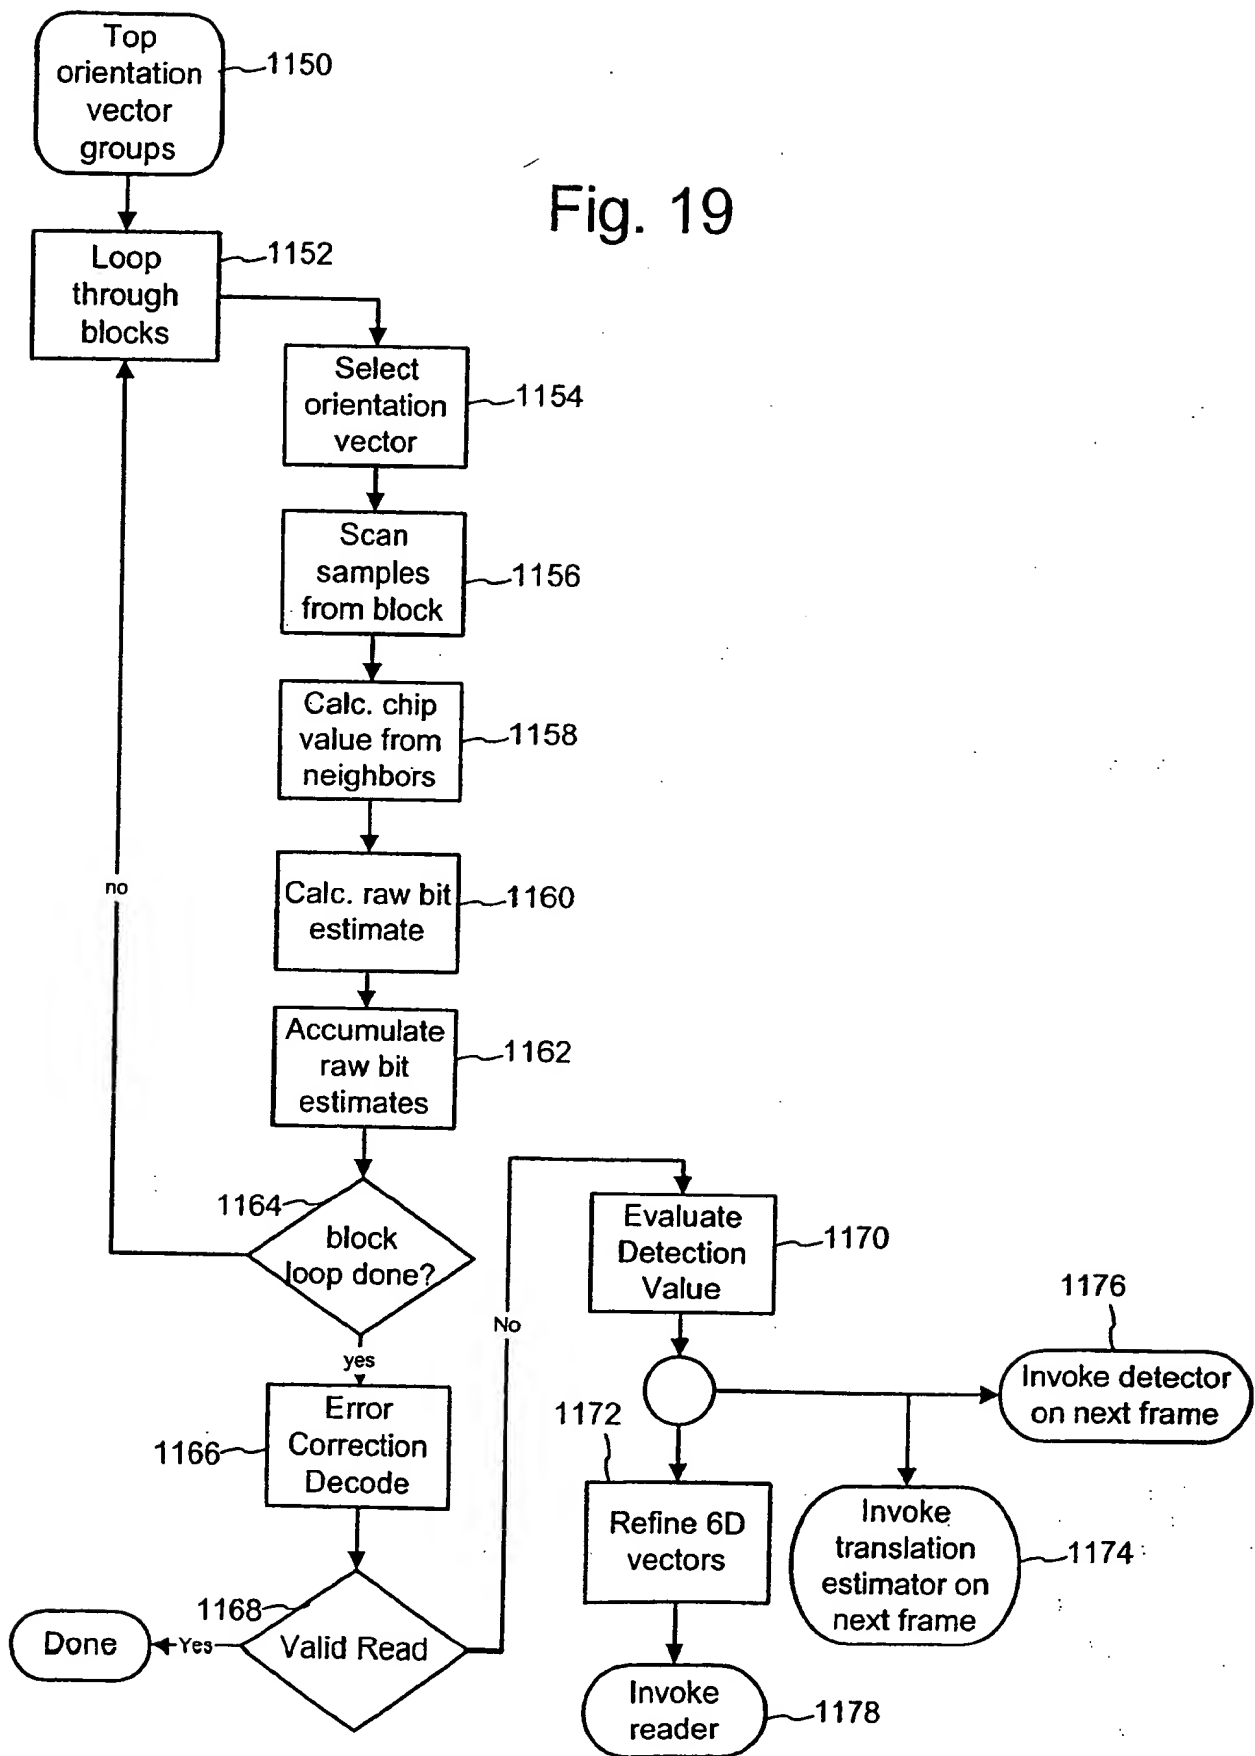 Top
orientation
vector
groups
1150
Fig. 19
Loop
through
blocks
1152
Select
orientation
vector
1154
Scan
samples
from block
1156
Calc. chip
value from
neighbors
1158
Calc. raw bit
estimate
1160
Accumulate
raw bit
estimates
1162
no
1164
block
loop done?
yes
Error
Correction
Decode
1166
1168
Valid Read
Yes
Done
No
Evaluate
Detection
Value
1170
1176
Invoke detector
on next frame
1172
Refine 6D
vectors
Invoke
translation
estimator on
next frame
1174
Invoke
reader
1178